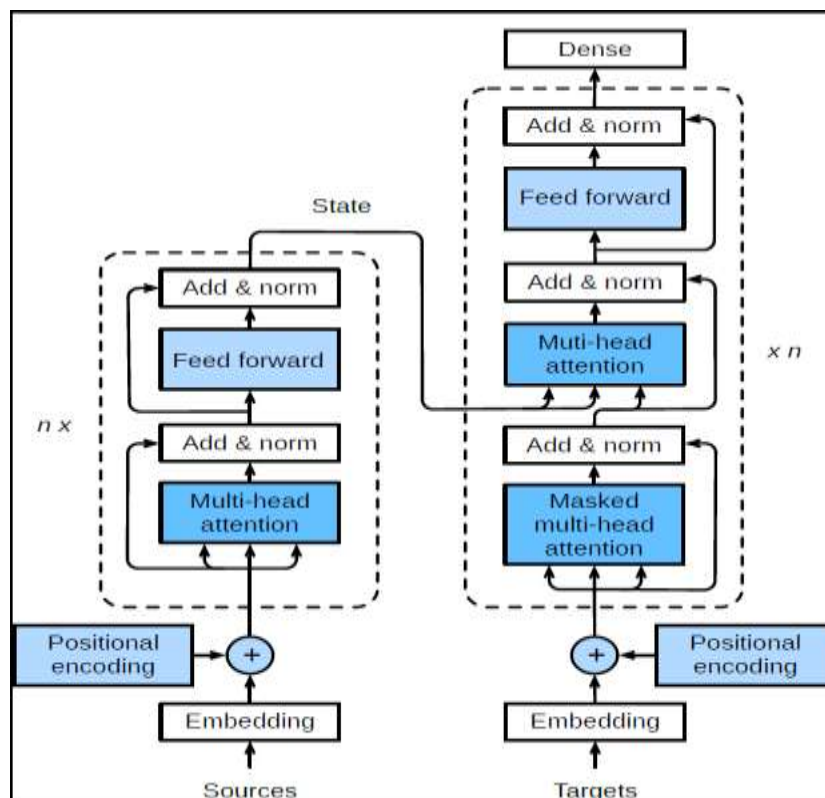 Dense
Add & norm
Feed forward
State
Add & norm
Add & norm
Muti-head
attention
Feed forward
x n
n x
Add & norm
Add & norm
Multi-head
attention
Masked
multi-head
attention
Positional
encoding
+
+
Positional
encoding
Embedding
Embedding
Sources
Targets